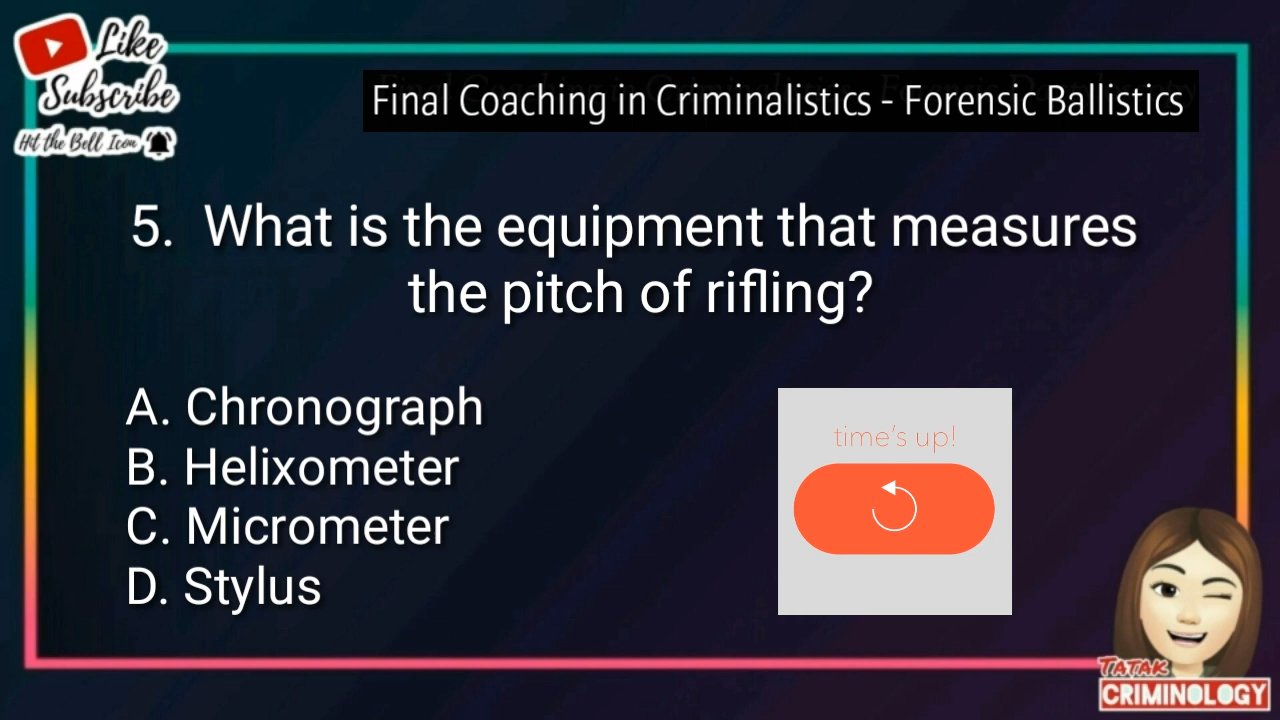 Like
Subscribe
Hit the Bell Icon
Final Coaching in Criminalistics - Forensic Ballistics
5. What is the equipment that measures
the pitch of rifling?
A. Chronograph
B. Helixometer
C. Micrometer
D. Stylus
time's up!
TATAK
CRIMINOLOGY